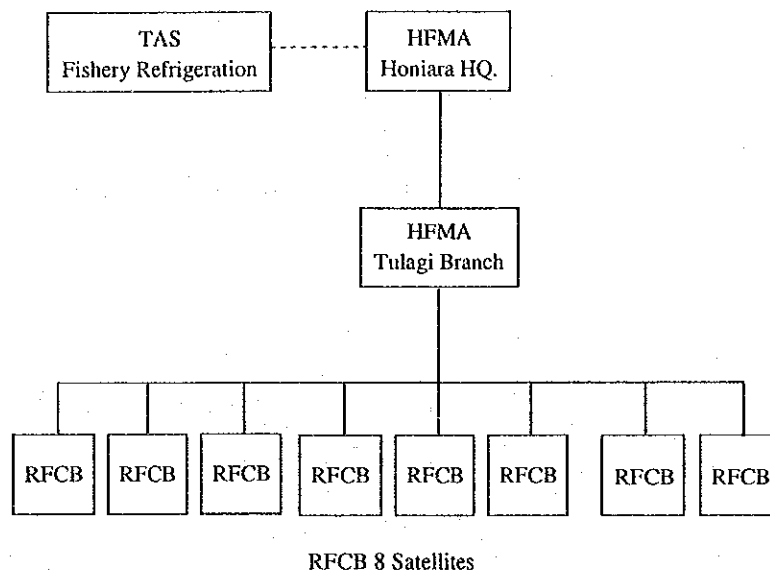 TAS
Fishery Refrigeration
HFMA
Honiara HQ.
HFMA
Tulagi Branch
RFCB
RFCB
RFCB
RFCB
RFCB
RFCB
RFCB
RFCB
RFCB 8 Satellites